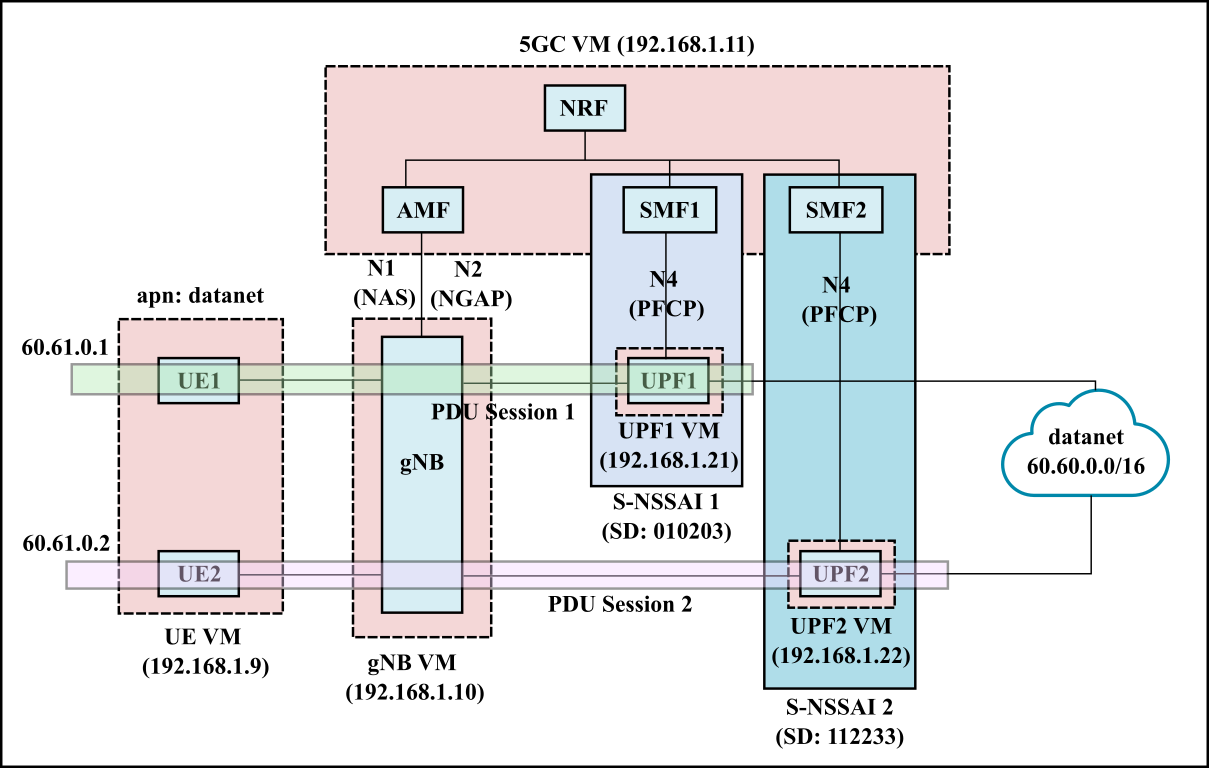 5GC VM (192.168.1.11)
NRF
AMF
SMF1
SMF2
N1
(NAS)
N2
(NGAP)
N4
(PFCP)
N4
(PFCP)
apn: datanet
60.61.0.1
UE1
UPF1
PDU Session 1
gNB
UPF1 VM
(192.168.1.21)
S-NSSAI 1
(SD: 010203)
datanet
60.60.0.0/16
60.61.0.2
UE2
UPF2
PDU Session 2
UE VM
(192.168.1.9)
gNB VM
(192.168.1.10)
UPF2 VM
(192.168.1.22)
S-NSSAI 2
(SD: 112233)